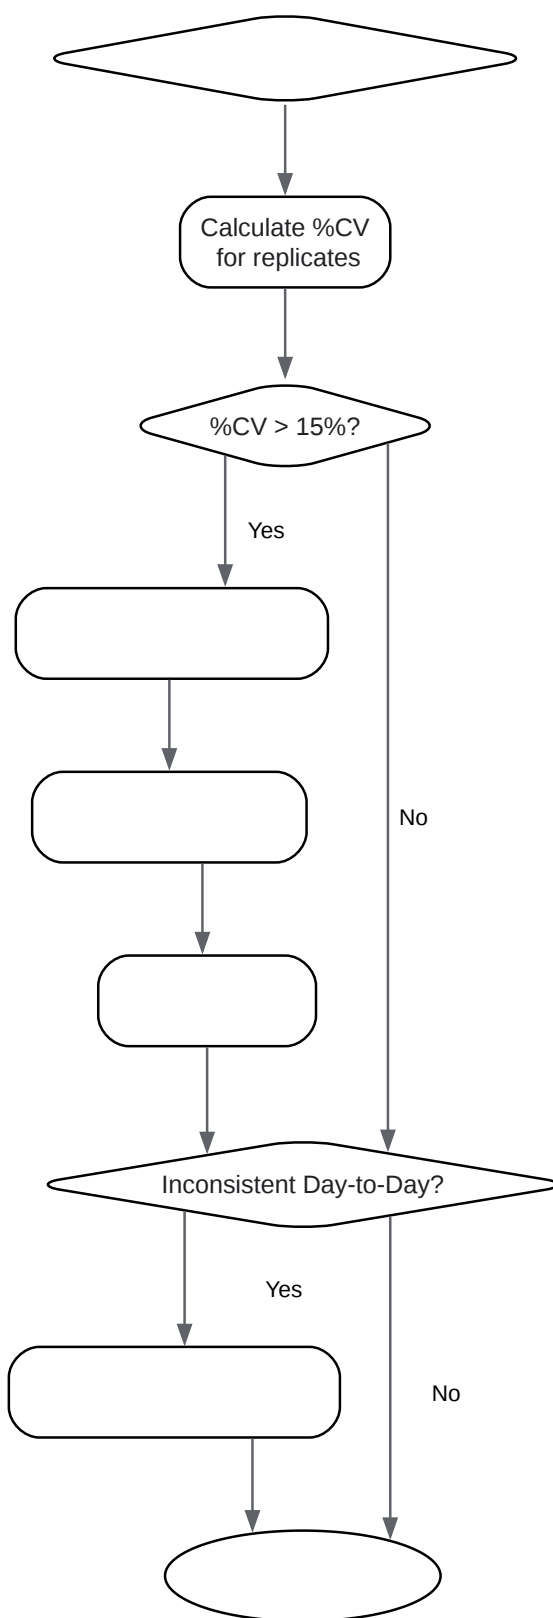 Calculate %CV
for replicates
%CV > 15%?
Yes
No
Inconsistent Day-to-Day?
Yes
No